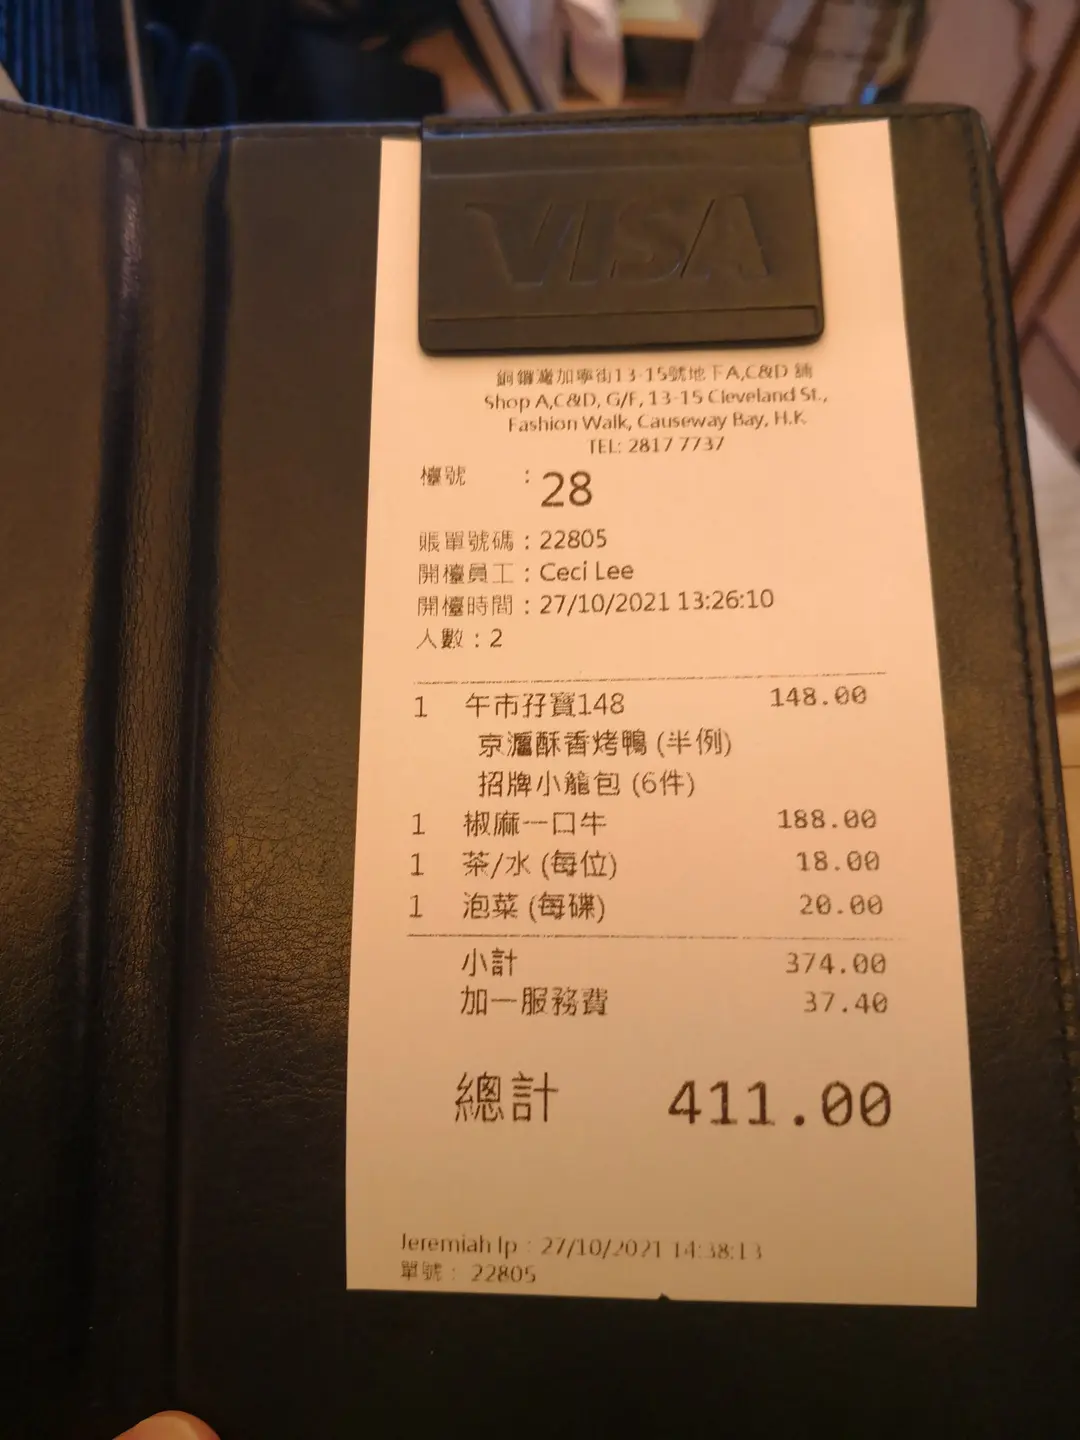 VISA
銅鑼灣加寧街13-15號地下A,C&D 舖
Shop A,C&D, G/F, 13-15 Cleveland St.,
Fashion Walk, Causeway Bay, H.K
TEL: 2817 7737
檯號 : 28
賬單號碼 : 22805
開檯員工 : Ceci Lee
開檯時間 : 27/10/2021 13:26:10
人數 : 2
1 午市孖寶148 148.00
京滬酥香烤鴨 (半例)
招牌小籠包 (6件)
1 椒麻一口牛 188.00
1 茶/水 (每位) 18.00
1 泡菜 (每碟) 20.00
小計 374.00
加一服務費 37.40
總計 411.00
Jeremiah Ip : 27/10/2021 14:38:13
單號 : 22805